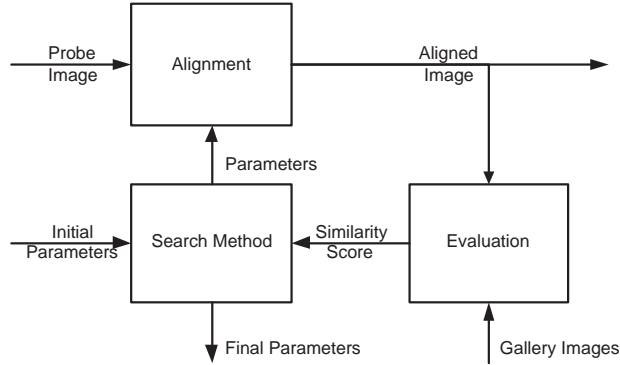 Probe
Image
Alignment
Aligned
Image
Parameters
Initial
Parameters
Search Method
Similarity
Score
Evaluation
Final Parameters
Gallery Images